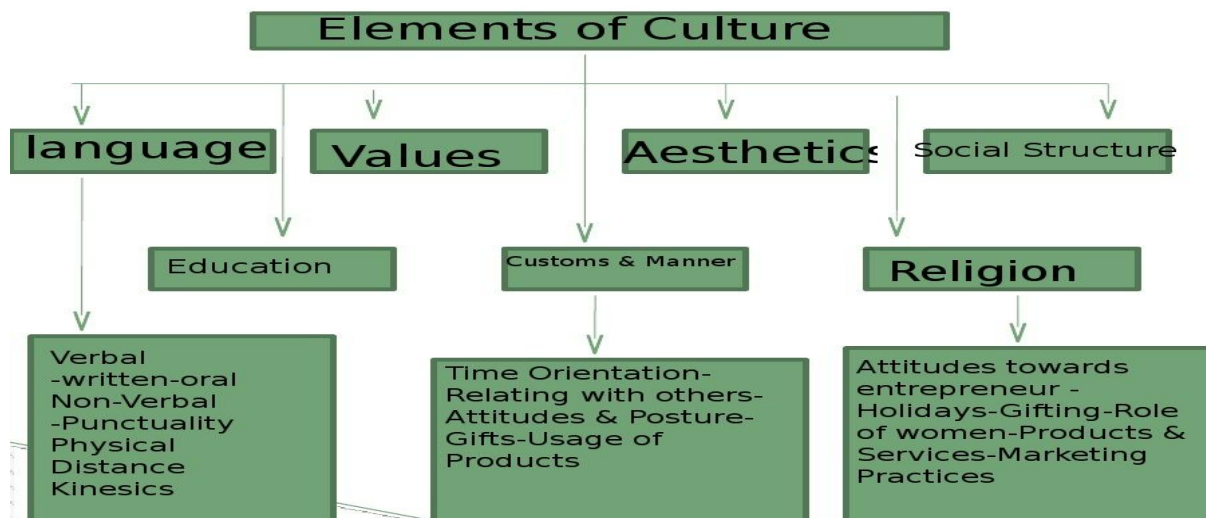 Elements of Culture
language
Values
Aesthetics
Social Structure
Education
Customs & Manner
Religion
Verbal
-written-oral
Non-Verbal
-Punctuality
Physical
Distance
Kinesics
Time Orientation-
Relating with others-
Attitudes & Posture-
Gifts-Usage of
Products
Attitudes towards
entrepreneur -
Holidays-Gifting-Role
of women-Products &
Services-Marketing
Practices